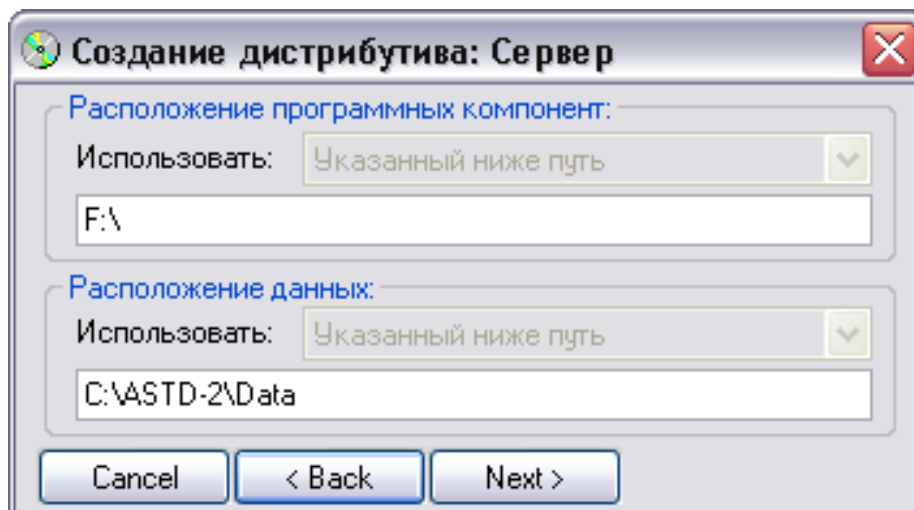 Создание дистрибутива: Сервер
Расположение программных компонент:
Использовать: Указанный ниже путь
F:\
Расположение данных:
Использовать: Указанный ниже путь
C:\ASTD-2\Data
Cancel < Back Next >